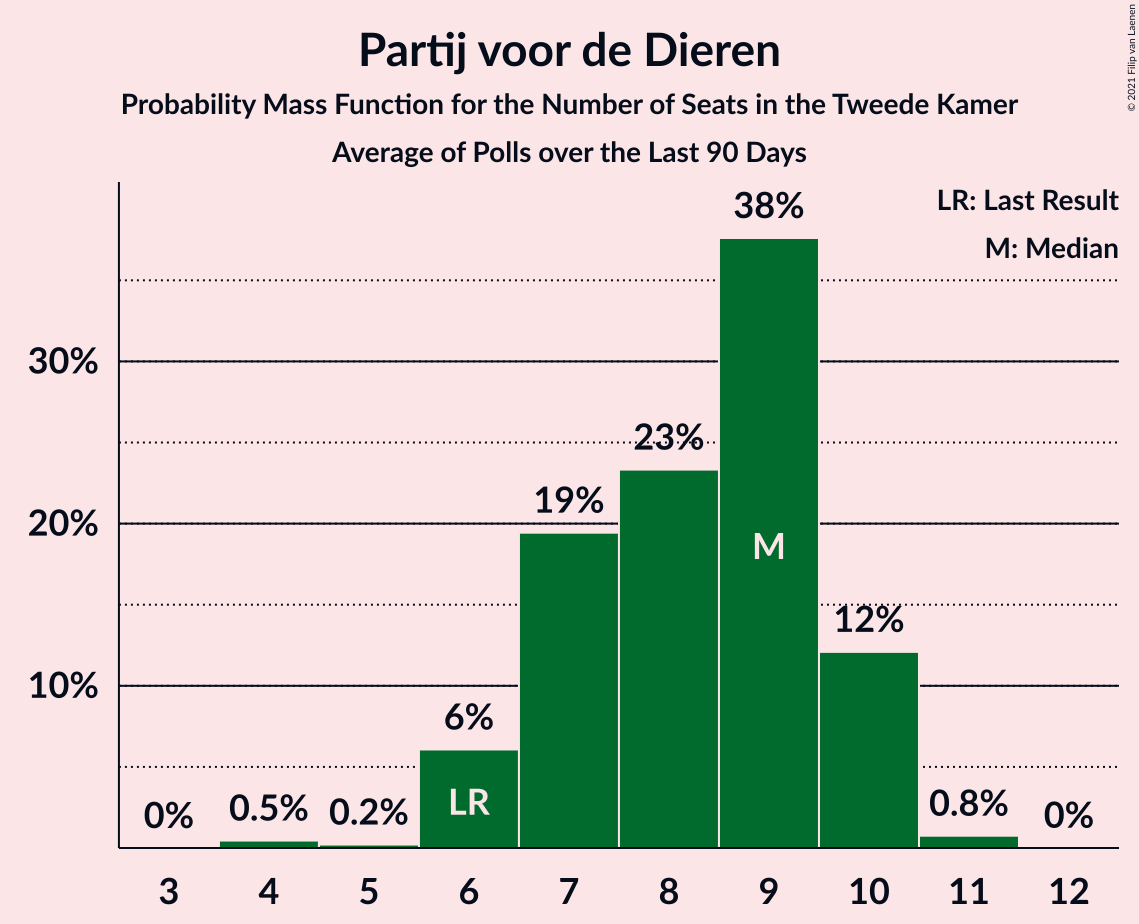 Partij voor de Dieren
Probability Mass Function for the Number of Seats in the Tweede Kamer
Average of Polls over the Last 90 Days
© 2021 Filip van Laenen
LR: Last Result
M: Median
30%
20%
10%
0%
0.5%
0.2%
6%
19%
23%
38%
12%
0.8%
0%
LR
M
3 4 5 6 7 8 9 10 11 12